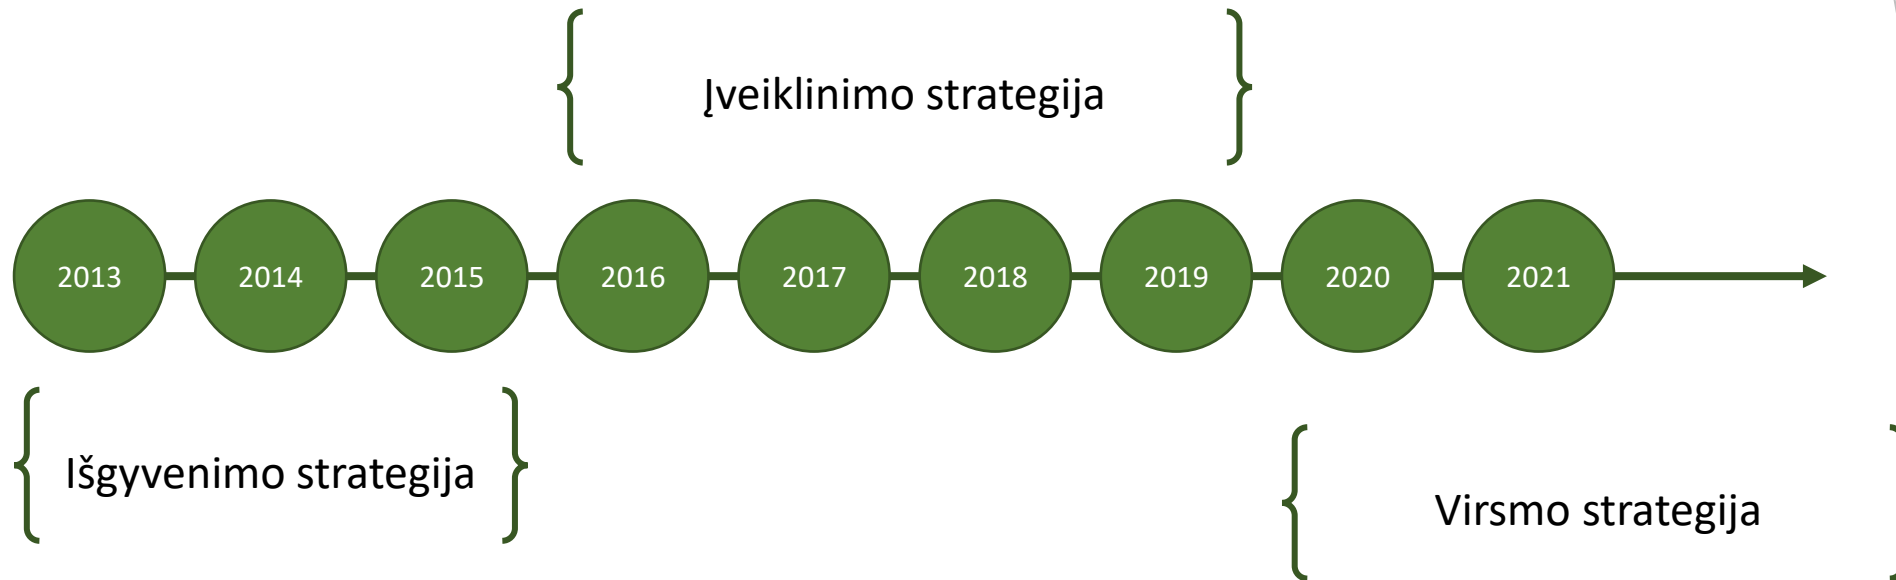 Įveiklinimo strategija
2013 2014 2015 2016 2017 2018 2019 2020 2021
Išgyvenimo strategija
Virsmo strategija